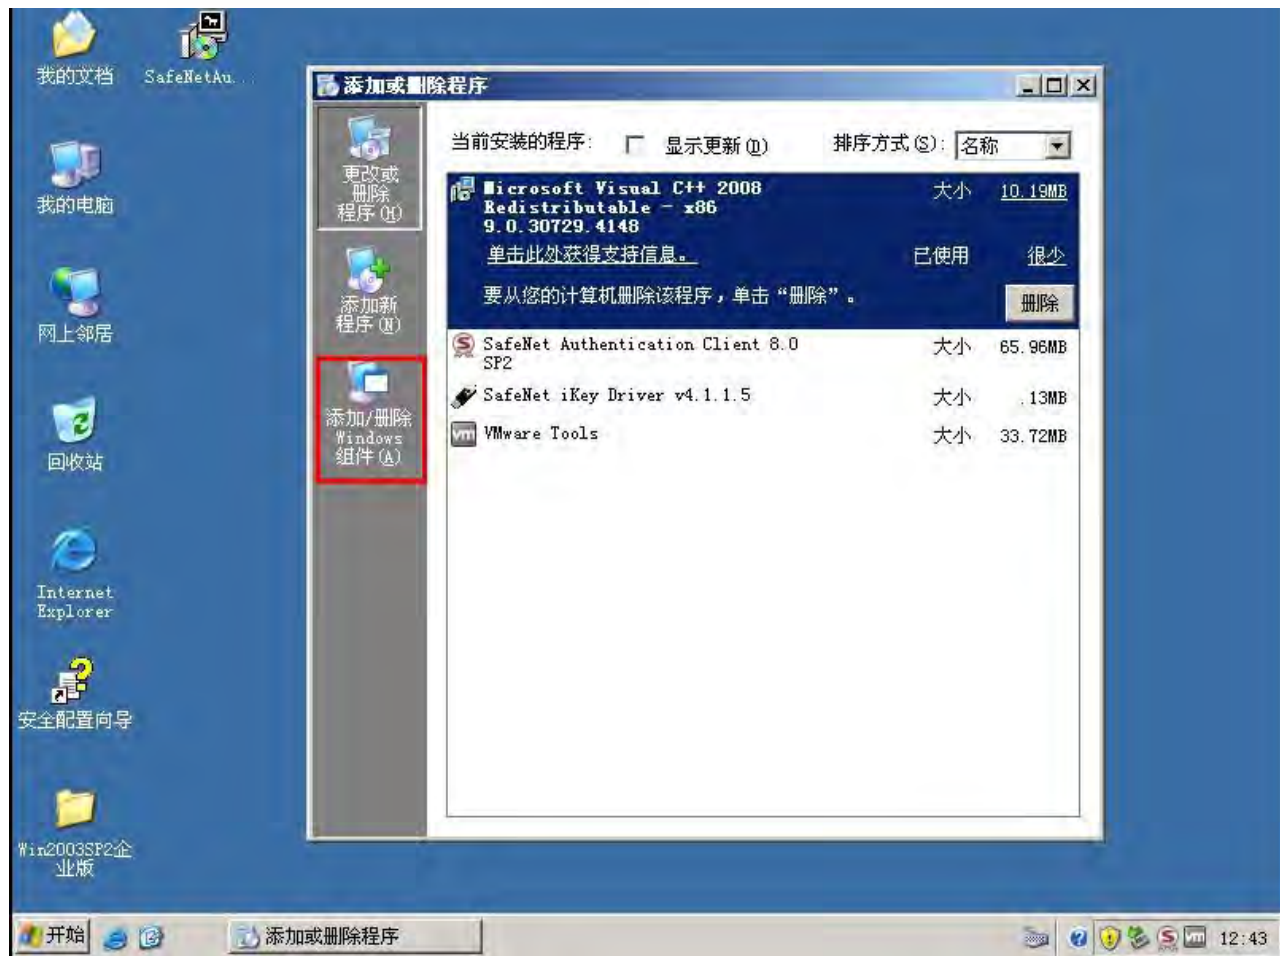 我的文档
SafeNetAu...
我的电脑
网上邻居
回收站
Internet
Explorer
安全配置向导
Win2003SP2企
业版
添加或删除程序
更改或
删除
程序(H)
添加新
程序(N)
添加/删除
Windows
组件(A)
当前安装的程序: 显示更新(D) 排序方式(S): 名称
Microsoft Visual C++ 2008 大小 10.19MB
Redistributable - x86
9.0.30729.4148
单击此处获得支持信息。 已使用 很少
要从您的计算机删除该程序，单击“删除”。 删除
SafeNet Authentication Client 8.0 大小 65.96MB
SP2
SafeNet iKey Driver v4.1.1.5 大小 .13MB
VMware Tools 大小 33.72MB
开始 添加或删除程序 12:43